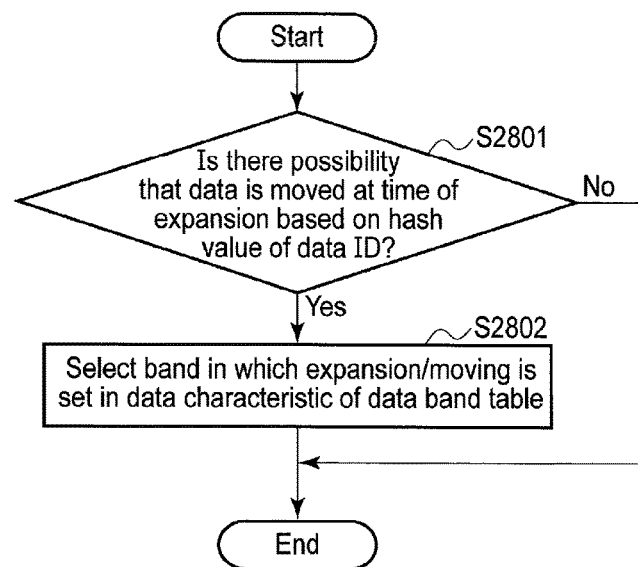 Start
S2801
Is there possibility
that data is moved at time of
expansion based on hash
value of data ID?
No
Yes
S2802
Select band in which expansion/moving is
set in data characteristic of data band table
End